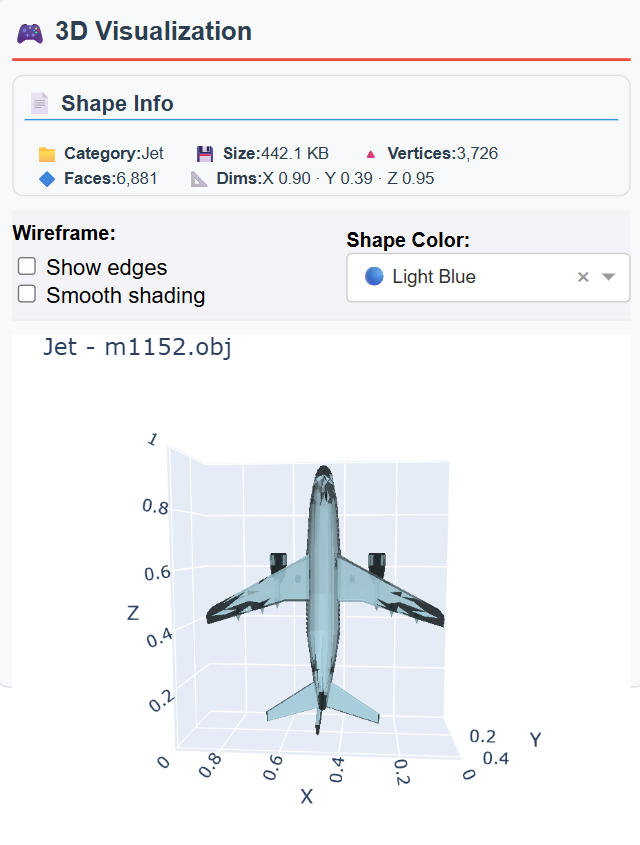 3D Visualization
Shape Info
Category:Jet Size:442.1 KB Vertices:3,726
Faces:6,881 Dims:X 0.90 · Y 0.39 · Z 0.95
Wireframe:
Shape Color:
Show edges
Light Blue
Smooth shading
Jet - m1152.obj
1
0.8
0.6
Z
0.4
0.2
0
0.8
0.6
0.4
0.2
0
X
0.2
0.4
Y